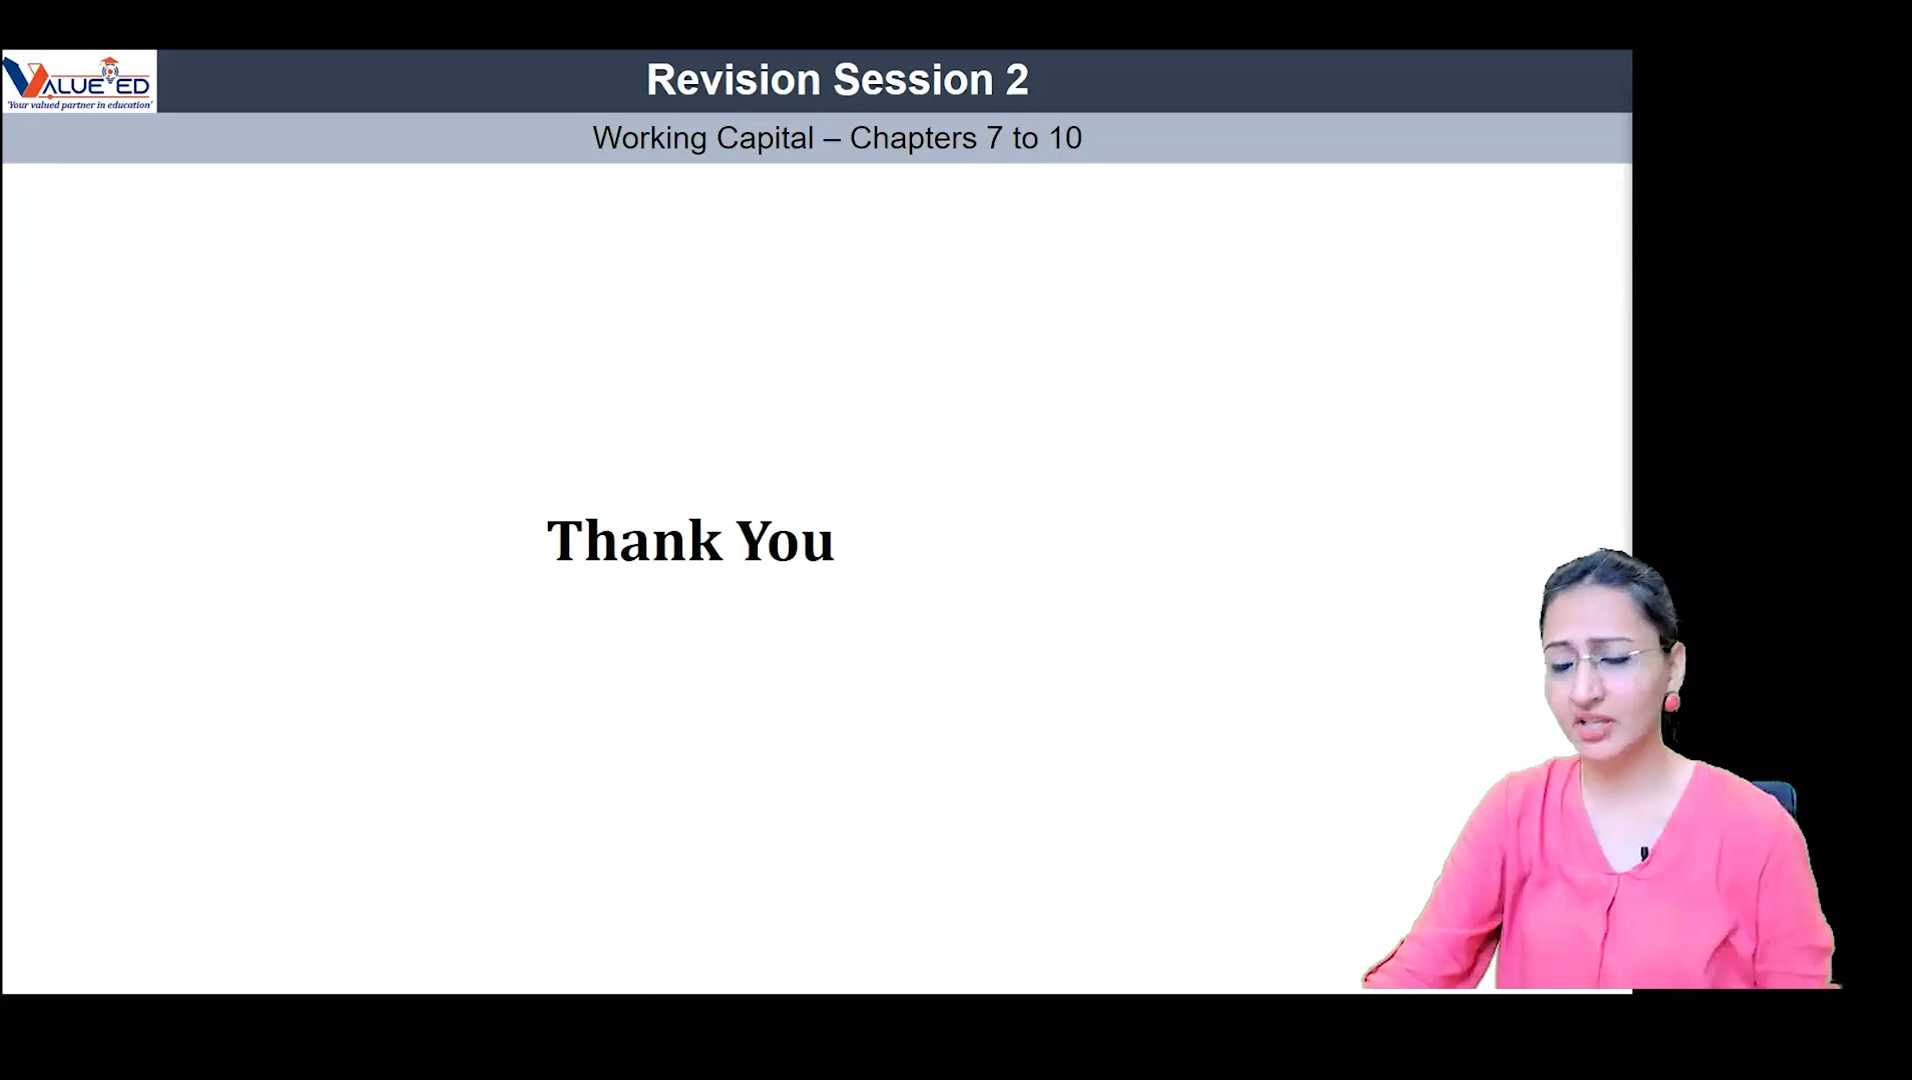 VALUE ED
'Your valued partner in education'
Revision Session 2
Working Capital – Chapters 7 to 10
Thank You